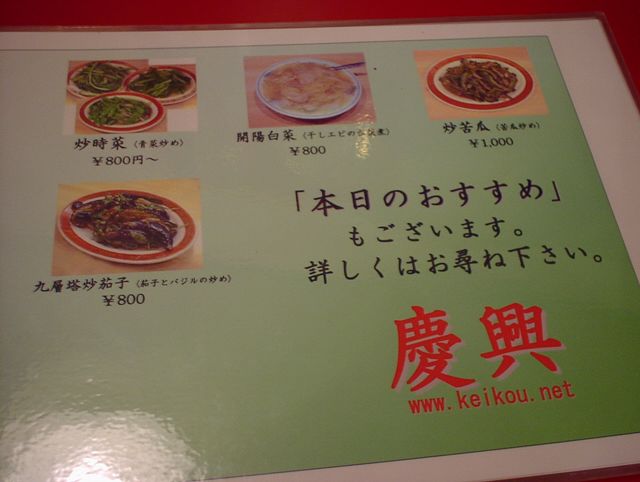 炒時菜（青菜炒め）
￥800円～
開陽白菜（干しエビの白菜煮）
￥800
炒苦瓜（苦瓜炒め）
￥1,000
九層塔炒茄子（茄子とバジルの炒め）
￥800
「本日のおすすめ」
もございます。
詳しくはお尋ね下さい。
慶興
www.keikou.net